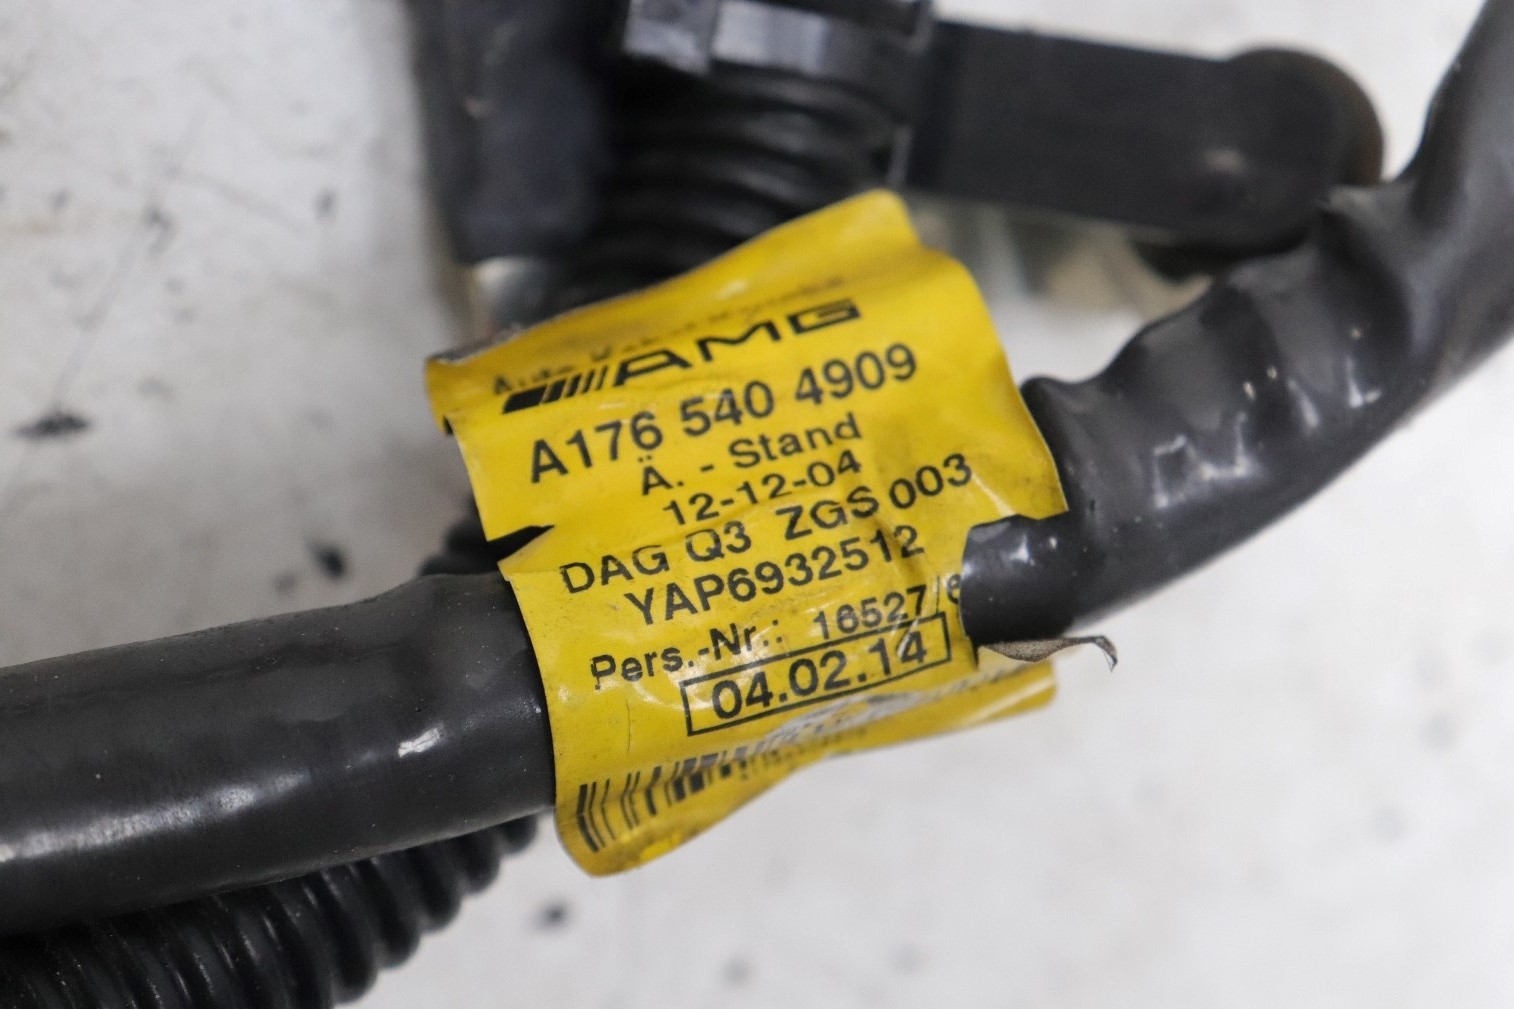 AMG
A176 540 4909
Ä. - Stand
12-12-04
DAG Q3 ZGS 003
YAP6932512
Pers.-Nr.: 16527/
04.02.14